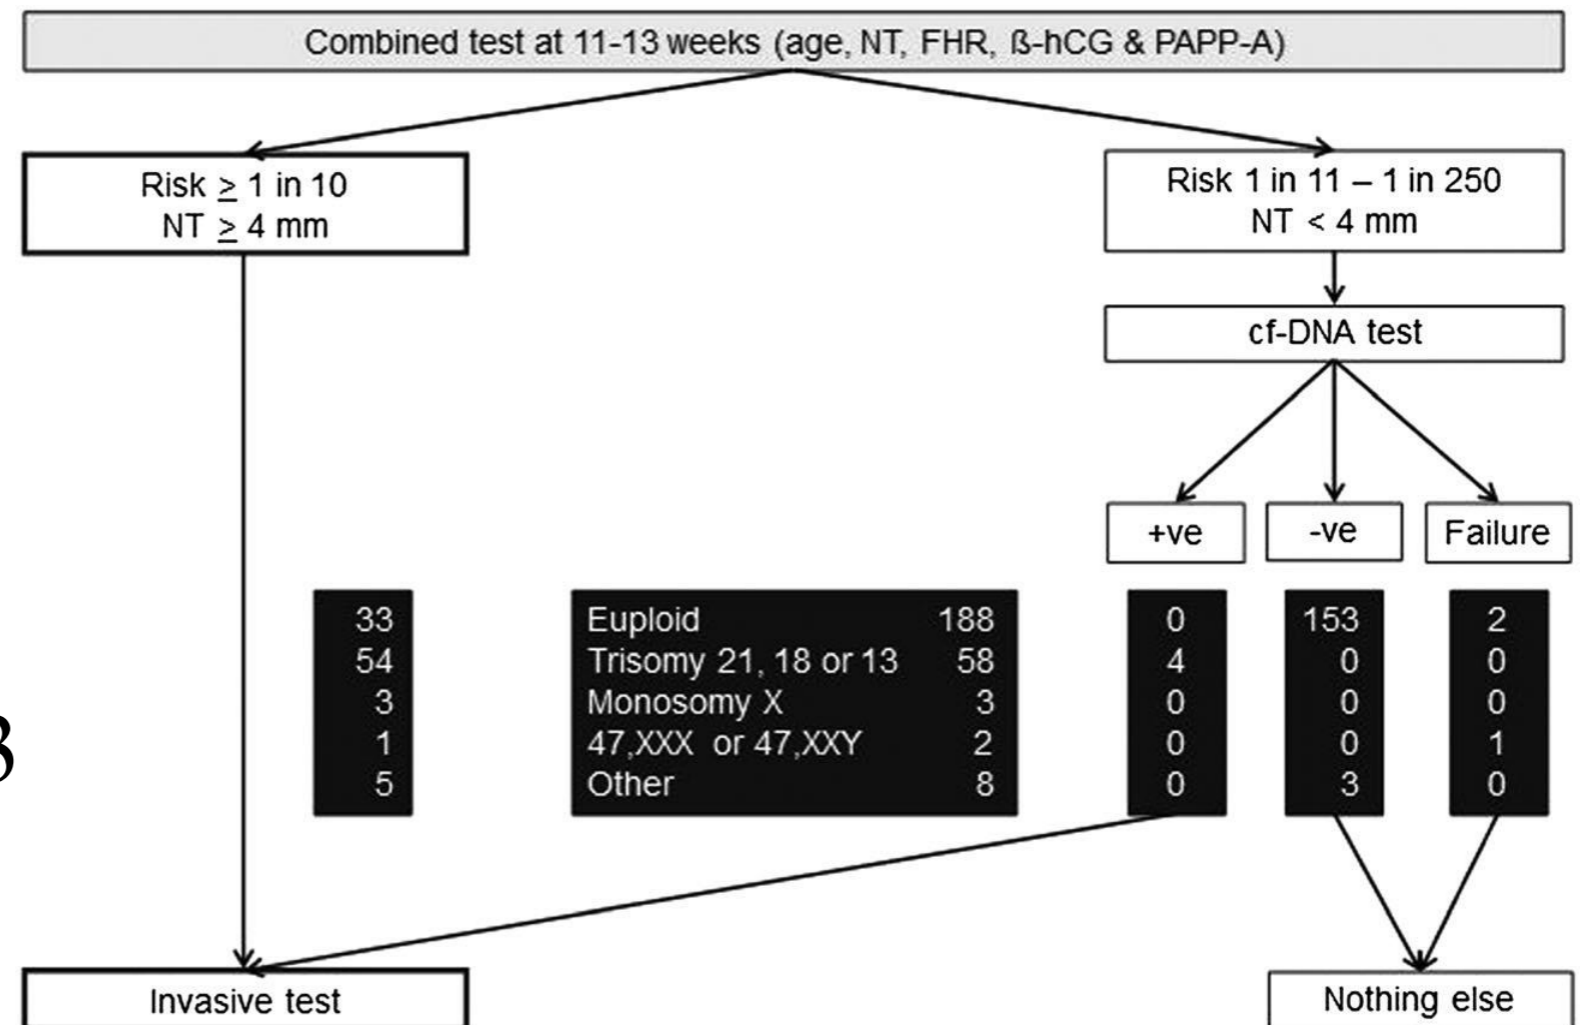 Combined test at 11-13 weeks (age, NT, FHR, ß-hCG & PAPP-A)
Risk ≥ 1 in 10
NT ≥ 4 mm
Risk 1 in 11 – 1 in 250
NT < 4 mm
cf-DNA test
+ve
-ve
Failure
33 Euploid 188 0 153 2
54 Trisomy 21, 18 or 13 58 4 0 0
3 Monosomy X 3 0 0 0
1 47,XXX or 47,XXY 2 0 0 1
5 Other 8 0 3 0
Invasive test
Nothing else